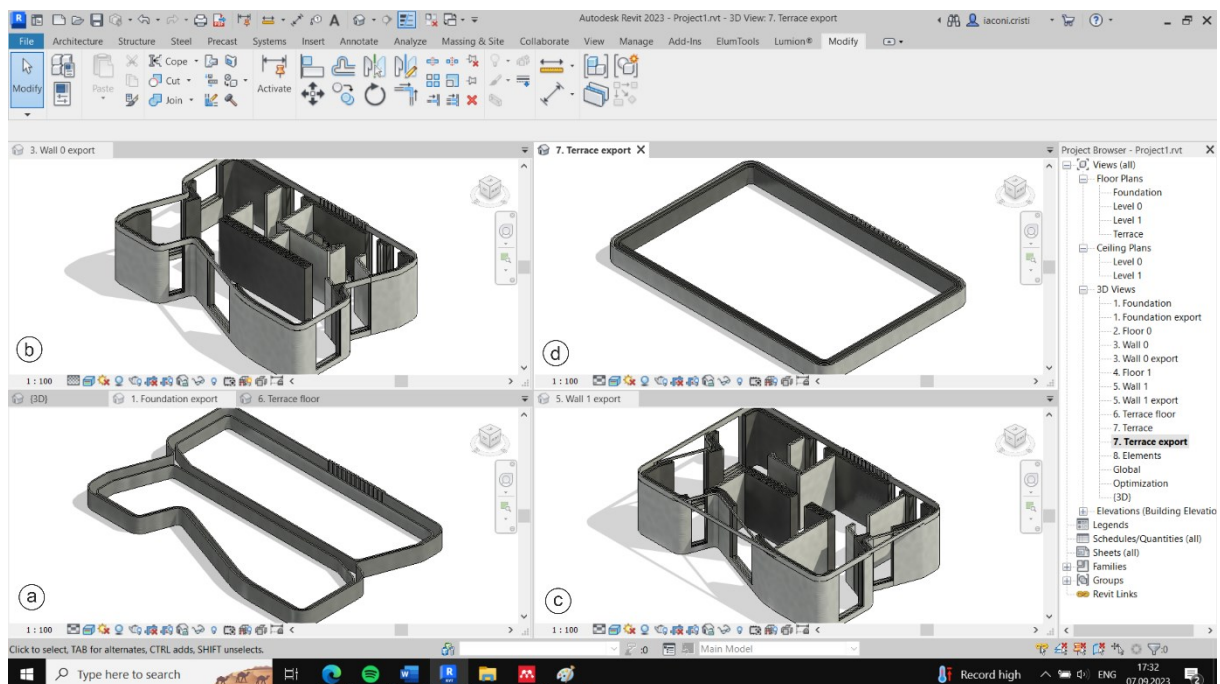 Autodesk Revit 2023 - Project1.rvt - 3D View: 7. Terrace export
iaconi.cristi
File Architecture Structure Steel Precast Systems Insert Annotate Analyze Massing & Site Collaborate View Manage Add-Ins ElumTools Lumion® Modify
Modify
Paste
Cope
Cut
Join
Activate
3. Wall 0 export
7. Terrace export
Project Browser - Project1.rvt
Views (all)
Floor Plans
Foundation
Level 0
Level 1
Terrace
Ceiling Plans
Level 0
Level 1
3D Views
1. Foundation
1. Foundation export
2. Floor 0
3. Wall 0
3. Wall 0 export
4. Floor 1
5. Wall 1
5. Wall 1 export
6. Terrace floor
7. Terrace
7. Terrace export
8. Elements
Global
Optimization
{3D}
Elevations (Building Elevatio
Legends
Schedules/Quantities (all)
Sheets (all)
Families
Groups
Revit Links
b
d
1 : 100
1 : 100
{3D}
1. Foundation export
6. Terrace floor
5. Wall 1 export
a
c
1 : 100
1 : 100
Click to select, TAB for alternates, CTRL adds, SHIFT unselects.
:0
Main Model
:0
Type here to search
Record high
ENG
17:32
07.09.2023